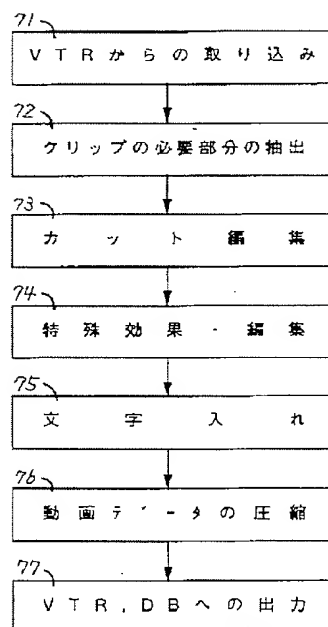 71
VTRからの取り込み
72
クリップの必要部分の抽出
73
カット編集
74
特殊効果・編集
75
文字入れ
76
動画データの圧縮
77
VTR,DBへの出力